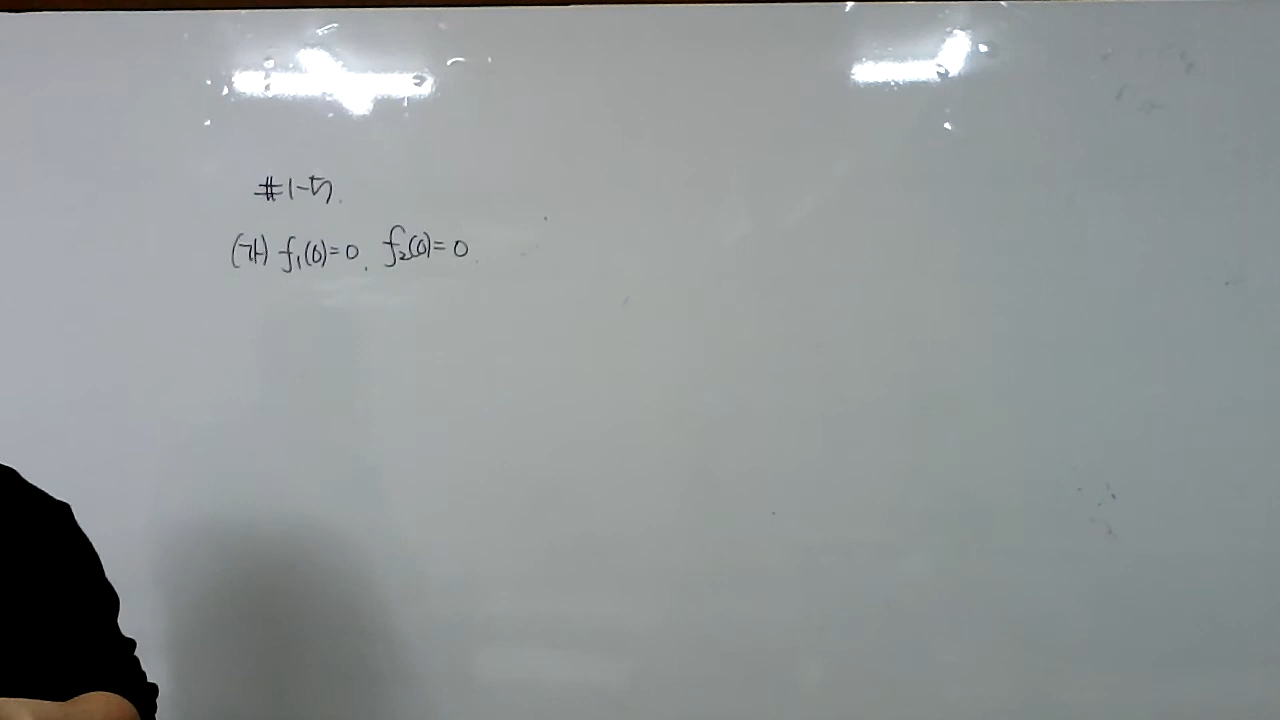 #1-5).
(가) f₁(0)=0, f₂(0)=0.